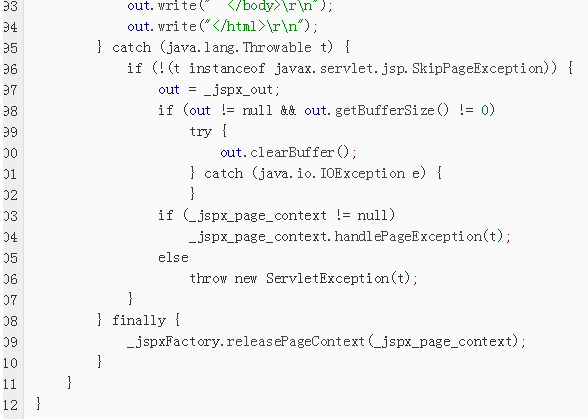 93 out.write("  </body>\r\n");
94 out.write("</html>\r\n");
95 } catch (java.lang.Throwable t) {
96 if (!(t instanceof javax.servlet.jsp.SkipPageException)) {
97 out = _jspx_out;
98 if (out != null && out.getBufferSize() != 0)
99 try {
00 out.clearBuffer();
01 } catch (java.io.IOException e) {
02 }
03 if (_jspx_page_context != null)
04 _jspx_page_context.handlePageException(t);
05 else
06 throw new ServletException(t);
07 }
08 } finally {
09 _jspxFactory.releasePageContext(_jspx_page_context);
10 }
11 }
12 }